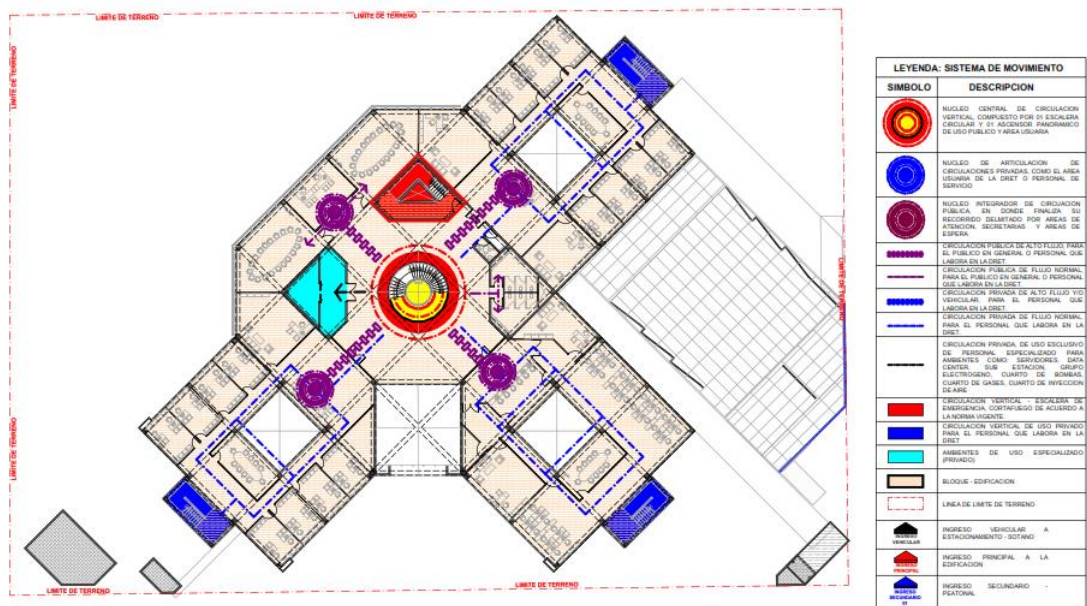 LIMITE DE TERRENO
LIMITE DE TERRENO
LIMITE DE TERRENO
LIMITE DE TERRENO
LIMITE DE TERRENO
LIMITE DE TERRENO
LIMITE DE TERRENO
LEYENDA: SISTEMA DE MOVIMIENTO
SIMBOLO DESCRIPCION
NUCLEO CENTRAL DE CIRCULACION
VERTICAL, COMPUESTO POR 01 ESCALERA
CIRCULAR Y 01 ASCENSOR PANORAMICO
DE USO PUBLICO Y AREA USUARIA
NUCLEO DE ARTICULACION DE
CIRCULACIONES PRIVADAS, COMO EL AREA
USUARIA DE LA DRET O PERSONAL DE
SERVICIO
NUCLEO INTEGRADOR DE CIRCUACION
PÚBLICA, EN DONDE FINALIZA SU
RECORRIDO DELMITADO POR AREAS DE
ATENCION, SECRETARIAS Y AREAS DE
ESPERA
CIRCULACION PÚBLICA DE ALTO FLUJO, PARA
EL PUBLICO EN GENERAL O PERSONAL QUE
LABORA EN LA DRET.
CIRCULACION PÚBLICA DE FLUJO NORMAL,
PARA EL PUBLICO EN GENERAL O PERSONAL
QUE LABORA EN LA DRET
CIRCULACION PRIVADA DE ALTO FLUJO Y/O
VEHICULAR, PARA EL PERSONAL QUE
LABORA EN LA DRET.
CIRCULACION PRIVADA DE FLUJO NORMAL,
PARA EL PERSONAL QUE LABORA EN LA
DRET.
CIRCULACION PRIVADA, DE USO EXCLUSIVO
DE PERSONAL ESPECIALIZADO PARA
AMBIENTES COMO: SERVIDORES, DATA
CENTER, SUB ESTACION, GRUPO
ELECTROGENO, CUARTO DE BOMBAS,
CUARTO DE GASES, CUARTO DE INYECCION
DE AIRE
CIRCULACION VERTICAL - ESCALERA DE
EMERGENCIA, CORTAFUEGO DE ACUERDO A
LA NORMA VIGENTE.
CIRCULACION VERTICAL DE USO PRIVADO
PARA EL PERSONAL QUE LABORA EN LA
DRET
AMBIENTES DE USO ESPECIALIZADO
(PRIVADO)
BLOQUE - EDIFICACION
LINEA DE LIMITE DE TERRENO
INGRESO VEHICULAR
INGRESO VEHICULAR A
ESTACIONAMIENTO - SOTANO
INGRESO PRINCIPAL
INGRESO PRINCIPAL A LA
EDIFICACION
INGRESO SECUNDARIO
INGRESO SECUNDARIO -
PEATONAL